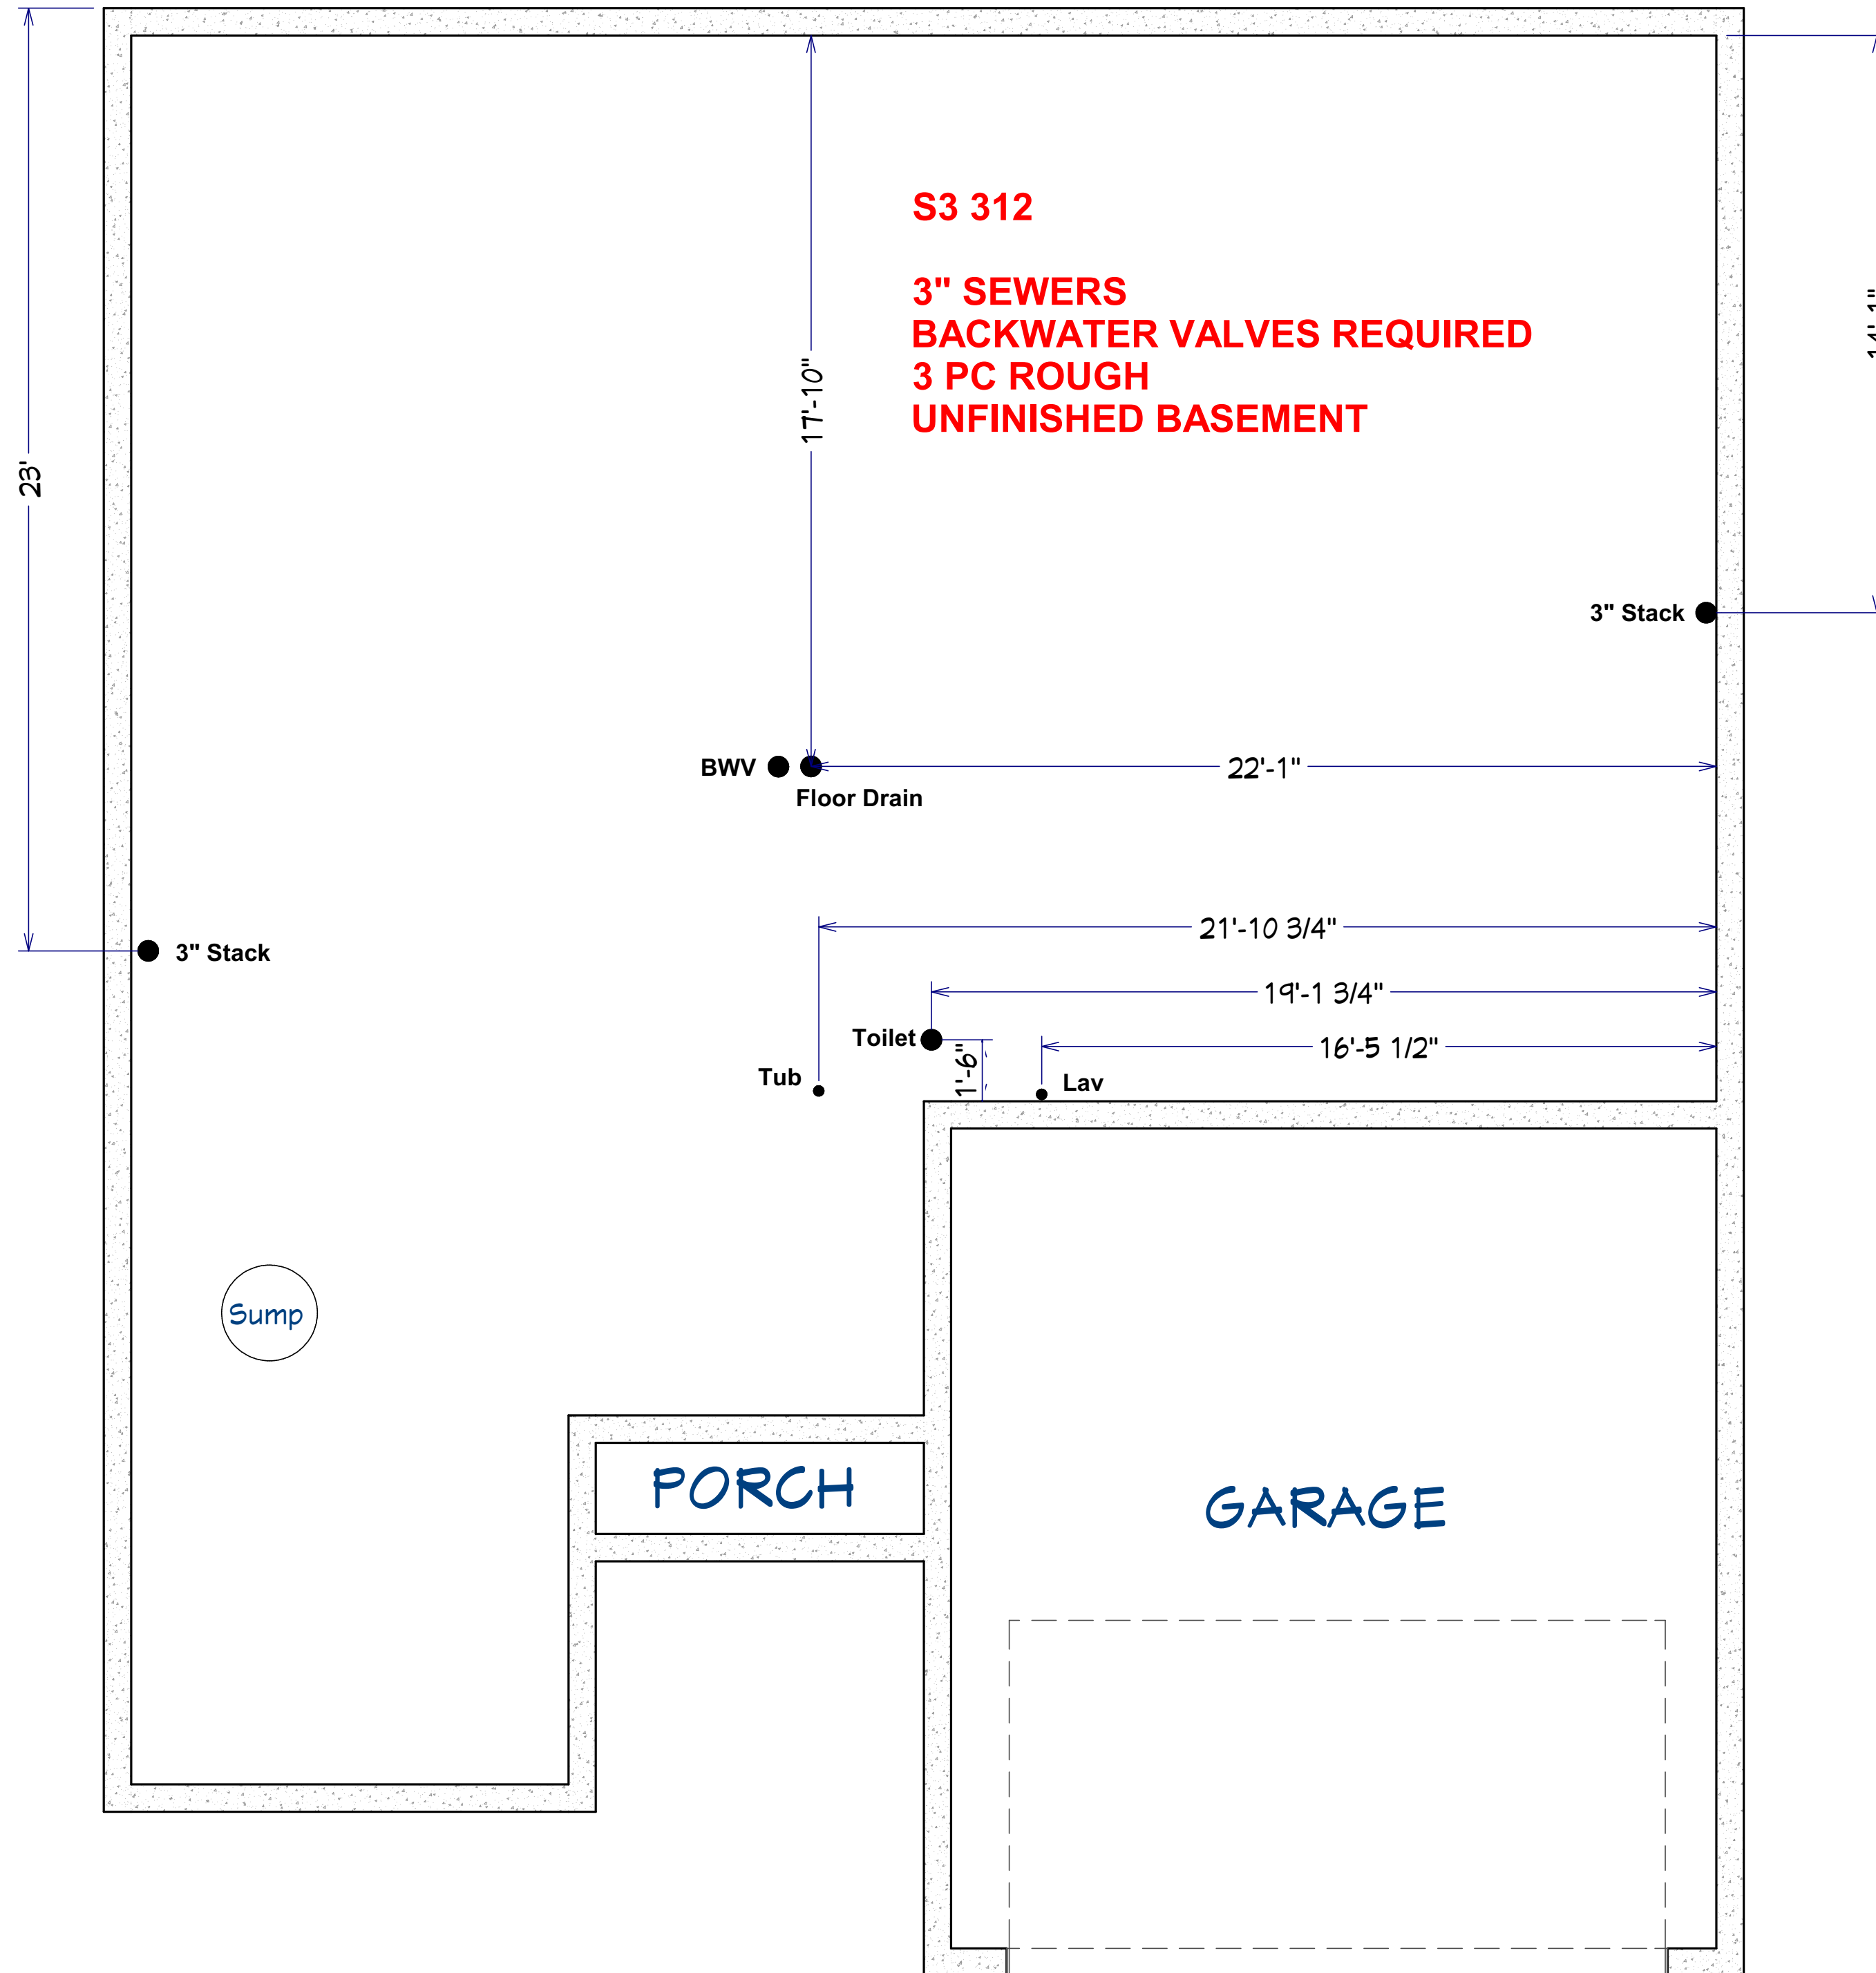 S3 312
3" SEWERS
BACKWATER VALVES REQUIRED
3 PC ROUGH
UNFINISHED BASEMENT
14'-1"
17'-10"
23'
3" Stack
BWV
22'-1"
Floor Drain
21'-10 3/4"
3" Stack
19'-1 3/4"
Toilet
16'-5 1/2"
1'-6"
Tub
Lav
Sump
PORCH
GARAGE